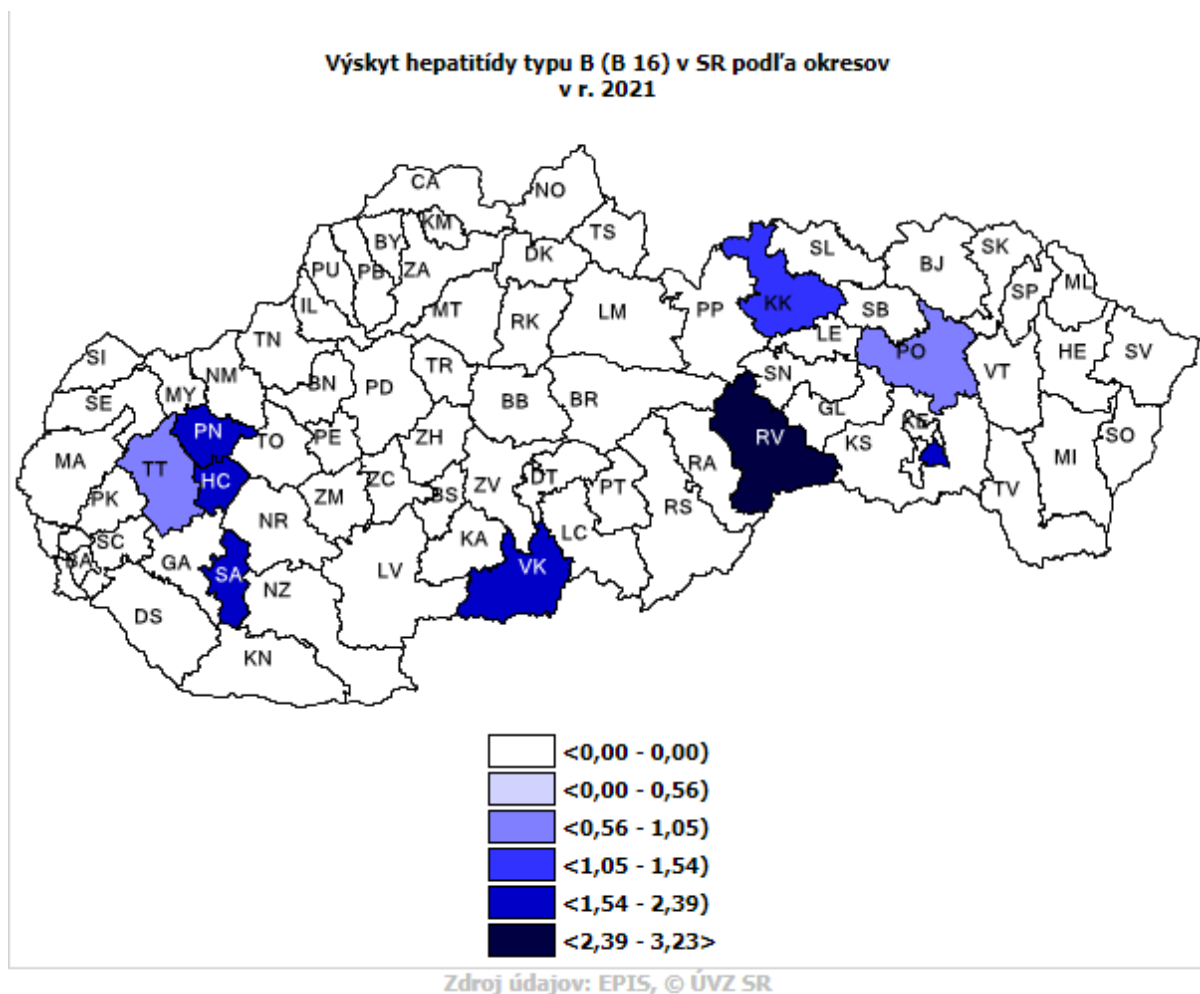 Výskyt hepatitídy typu B (B 16) v SR podľa okresov
v r. 2021
CA
NO
KM
TS
BY
DK
SL
SK
BJ
PU
PB
ZA
ML
SP
IL
MT
PP
KK
SB
RK
LM
LE
HE
SV
TN
PO
SI
VT
TR
SN
NM
BN
PD
MY
BB
BR
SE
GL
KE
PN
TO
PE
ZH
RV
KS
SO
MA
TT
RA
MI
HC
ZC
ZV
DT
PT
PK
ZM
BS
TV
NR
RS
SC
KA
LC
BA
GA
VK
LV
SA
NZ
DS
KN
<0,00 - 0,00)
<0,00 - 0,56)
<0,56 - 1,05)
<1,05 - 1,54)
<1,54 - 2,39)
<2,39 - 3,23>
Zdroj údajov: EPIS, © ÚVZ SR